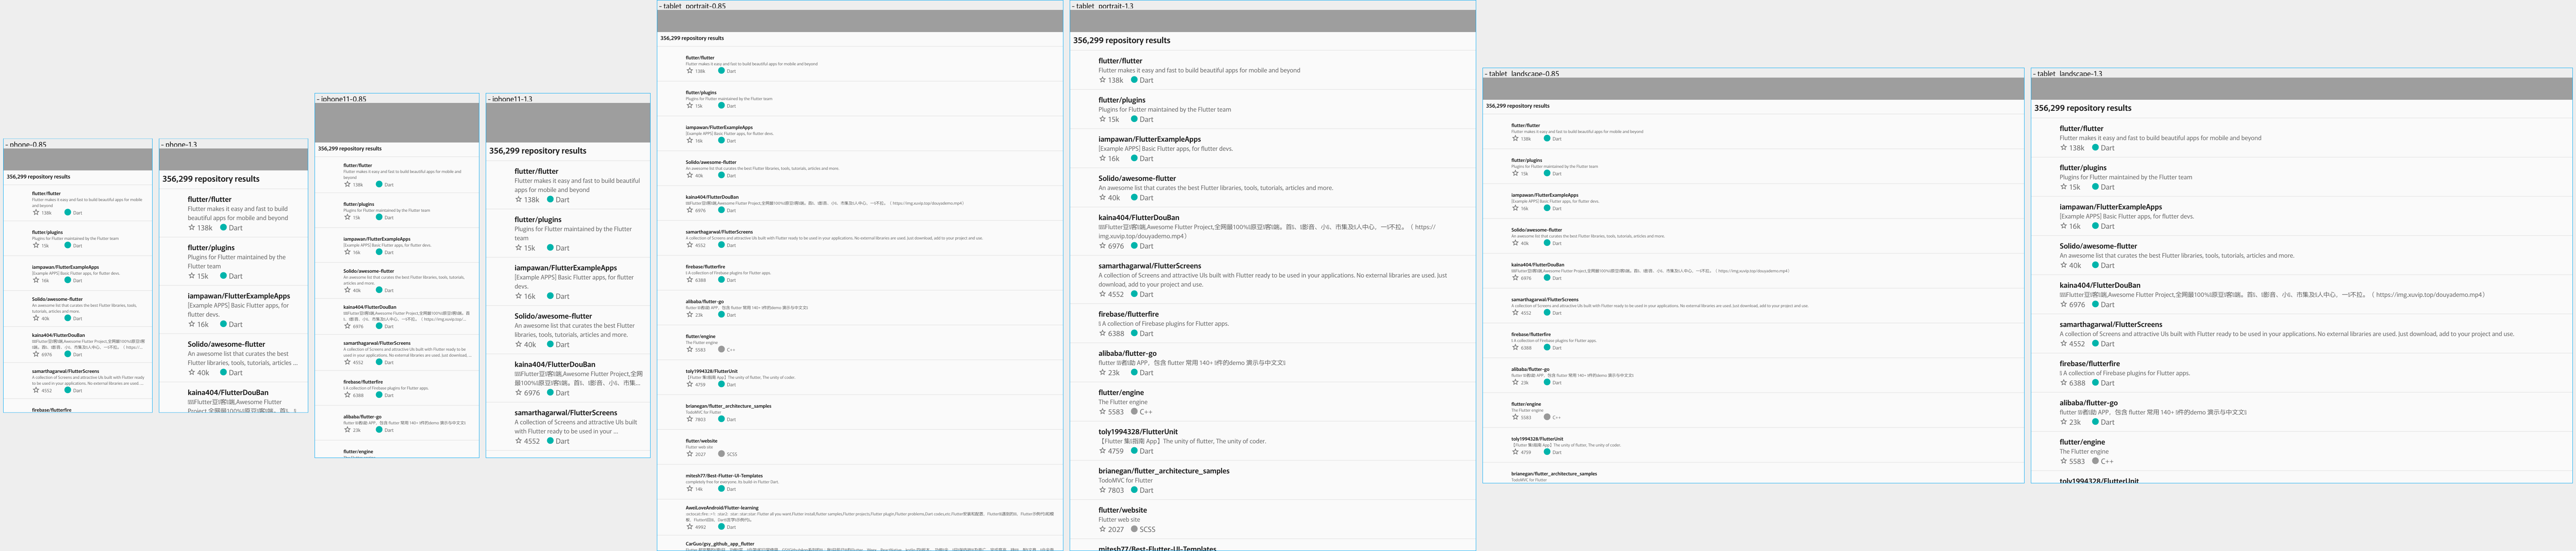 - phone-0.85
356,299 repository results
flutter/flutter
Flutter makes it easy and fast to build beautiful apps for mobile
and beyond
138k Dart
flutter/plugins
Plugins for Flutter maintained by the Flutter team
15k Dart
iampawan/FlutterExampleApps
[Example APPS] Basic Flutter apps, for flutter devs.
16k Dart
Solido/awesome-flutter
An awesome list that curates the best Flutter libraries, tools,
tutorials, articles and more.
40k Dart
kaina404/FlutterDouBan
6976 Dart
samarthagarwal/FlutterScreens
A collection of Screens and attractive UIs built with Flutter ready
to be used in your applications. No external libraries are used. ...
4552 Dart
firebase/flutterfire
- phone-1.3
356,299 repository results
flutter/flutter
Flutter makes it easy and fast to build
beautiful apps for mobile and beyond
138k Dart
flutter/plugins
Plugins for Flutter maintained by the
Flutter team
15k Dart
iampawan/FlutterExampleApps
[Example APPS] Basic Flutter apps, for
flutter devs.
16k Dart
Solido/awesome-flutter
An awesome list that curates the best
Flutter libraries, tools, tutorials, articles ...
40k Dart
kaina404/FlutterDouBan
Flutter
Awesome Flutter
- iphone11-0.85
356,299 repository results
flutter/flutter
Flutter makes it easy and fast to build beautiful apps for mobile and
beyond
138k Dart
flutter/plugins
Plugins for Flutter maintained by the Flutter team
15k Dart
iampawan/FlutterExampleApps
[Example APPS] Basic Flutter apps, for flutter devs.
16k Dart
Solido/awesome-flutter
An awesome list that curates the best Flutter libraries, tools, tutorials,
articles and more.
40k Dart
kaina404/FlutterDouBan
6976 Dart
samarthagarwal/FlutterScreens
A collection of Screens and attractive UIs built with Flutter ready to be
used in your applications. No external libraries are used. Just download, ...
4552 Dart
firebase/flutterfire
A collection of Firebase plugins for Flutter apps.
6388 Dart
alibaba/flutter-go
23k Dart
flutter/engine
- iphone11-1.3
356,299 repository results
flutter/flutter
Flutter makes it easy and fast to build beautiful
apps for mobile and beyond
138k Dart
flutter/plugins
Plugins for Flutter maintained by the Flutter
team
15k Dart
iampawan/FlutterExampleApps
[Example APPS] Basic Flutter apps, for flutter
devs.
16k Dart
Solido/awesome-flutter
An awesome list that curates the best Flutter
libraries, tools, tutorials, articles and more.
40k Dart
kaina404/FlutterDouBan
6976 Dart
samarthagarwal/FlutterScreens
A collection of Screens and attractive UIs built
with Flutter ready to be used in your ...
4552 Dart
- tablet_portrait-0.85
356,299 repository results
flutter/flutter
Flutter makes it easy and fast to build beautiful apps for mobile and beyond
138k Dart
flutter/plugins
Plugins for Flutter maintained by the Flutter team
15k Dart
iampawan/FlutterExampleApps
[Example APPS] Basic Flutter apps, for flutter devs.
16k Dart
Solido/awesome-flutter
An awesome list that curates the best Flutter libraries, tools, tutorials, articles and more.
40k Dart
kaina404/FlutterDouBan
6976 Dart
samarthagarwal/FlutterScreens
A collection of Screens and attractive UIs built with Flutter ready to be used in your applications. No external libraries are used. Just download, add to your project and use.
4552 Dart
firebase/flutterfire
A collection of Firebase plugins for Flutter apps.
6388 Dart
alibaba/flutter-go
23k Dart
flutter/engine
The Flutter engine
5583 C++
toly1994328/FlutterUnit
The unity of flutter, The unity of coder.
4759 Dart
brianegan/flutter_architecture_samples
TodoMVC for Flutter
7803 Dart
flutter/website
Flutter web site
2027 SCSS
mitesh77/Best-Flutter-UI-Templates
completely free for everyone. Its build-in Flutter Dart.
14k Dart
AweiLoveAndroid/Flutter-learning
4992 Dart
CarGuo/gsy_github_app_flutter
- tablet_portrait-1.3
356,299 repository results
flutter/flutter
Flutter makes it easy and fast to build beautiful apps for mobile and beyond
138k Dart
flutter/plugins
Plugins for Flutter maintained by the Flutter team
15k Dart
iampawan/FlutterExampleApps
[Example APPS] Basic Flutter apps, for flutter devs.
16k Dart
Solido/awesome-flutter
An awesome list that curates the best Flutter libraries, tools, tutorials, articles and more.
40k Dart
kaina404/FlutterDouBan
img.xuvip.top/douyademo.mp4）
6976 Dart
samarthagarwal/FlutterScreens
A collection of Screens and attractive UIs built with Flutter ready to be used in your applications. No external libraries are used. Just
download, add to your project and use.
4552 Dart
firebase/flutterfire
A collection of Firebase plugins for Flutter apps.
6388 Dart
alibaba/flutter-go
flutter APP，包含 flutter 常用 140+ 件的demo 演示与中文文
23k Dart
flutter/engine
The Flutter engine
5583 C++
toly1994328/FlutterUnit
【Flutter 集 指南 App】The unity of flutter, The unity of coder.
4759 Dart
brianegan/flutter_architecture_samples
TodoMVC for Flutter
7803 Dart
flutter/website
Flutter web site
2027 SCSS
mitesh77/Best-Flutter-UI-Templates
- tablet_landscape-0.85
356,299 repository results
flutter/flutter
Flutter makes it easy and fast to build beautiful apps for mobile and beyond
138k Dart
flutter/plugins
Plugins for Flutter maintained by the Flutter team
15k Dart
iampawan/FlutterExampleApps
[Example APPS] Basic Flutter apps, for flutter devs.
16k Dart
Solido/awesome-flutter
An awesome list that curates the best Flutter libraries, tools, tutorials, articles and more.
40k Dart
kaina404/FlutterDouBan
6976 Dart
samarthagarwal/FlutterScreens
A collection of Screens and attractive UIs built with Flutter ready to be used in your applications. No external libraries are used. Just download, add to your project and use.
4552 Dart
firebase/flutterfire
A collection of Firebase plugins for Flutter apps.
6388 Dart
alibaba/flutter-go
23k Dart
flutter/engine
The Flutter engine
5583 C++
toly1994328/FlutterUnit
The unity of flutter, The unity of coder.
4759 Dart
brianegan/flutter_architecture_samples
TodoMVC for Flutter
- tablet_landscape-1.3
356,299 repository results
flutter/flutter
Flutter makes it easy and fast to build beautiful apps for mobile and beyond
138k Dart
flutter/plugins
Plugins for Flutter maintained by the Flutter team
15k Dart
iampawan/FlutterExampleApps
[Example APPS] Basic Flutter apps, for flutter devs.
16k Dart
Solido/awesome-flutter
An awesome list that curates the best Flutter libraries, tools, tutorials, articles and more.
40k Dart
kaina404/FlutterDouBan
6976 Dart
samarthagarwal/FlutterScreens
A collection of Screens and attractive UIs built with Flutter ready to be used in your applications. No external libraries are used. Just download, add to your project and use.
4552 Dart
firebase/flutterfire
A collection of Firebase plugins for Flutter apps.
6388 Dart
alibaba/flutter-go
flutter APP，包含 flutter 常用 140+ 件的demo 演示与中文文
23k Dart
flutter/engine
The Flutter engine
5583 C++
toly1994328/FlutterUnit